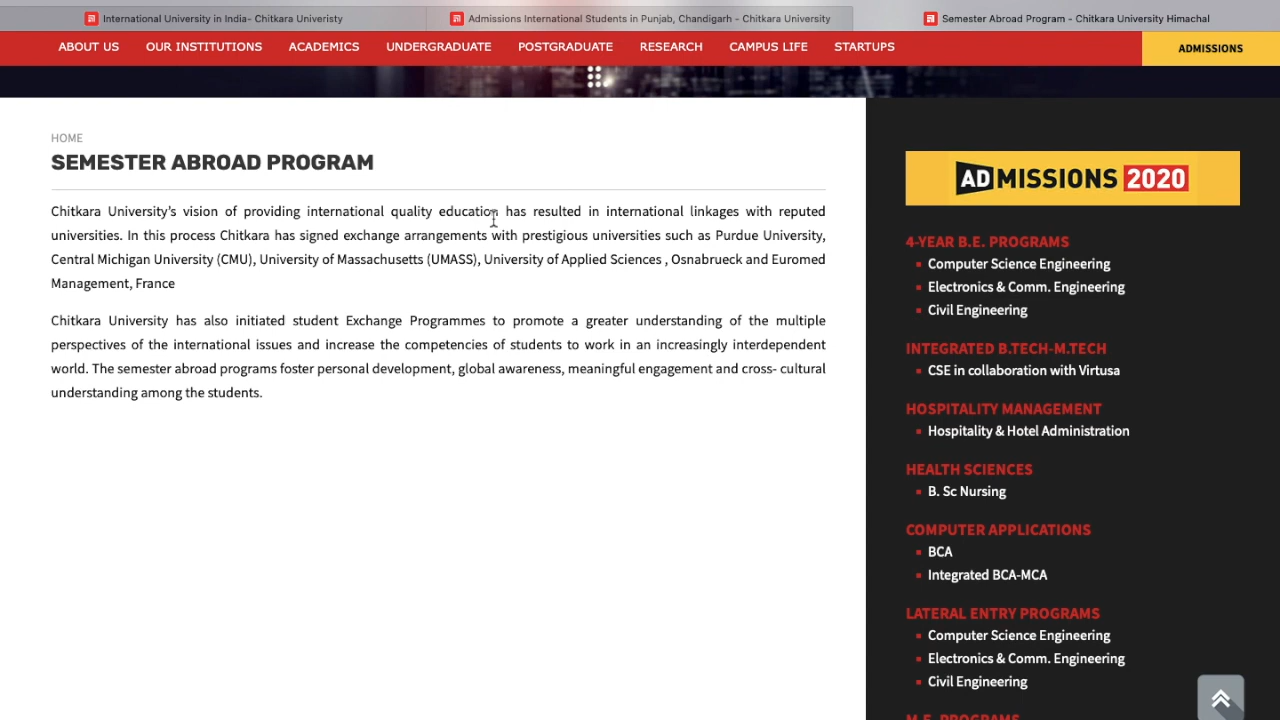 International University in India- Chitkara Univeristy
Admissions International Students in Punjab, Chandigarh - Chitkara University
Semester Abroad Program - Chitkara University Himachal
ABOUT US
OUR INSTITUTIONS
ACADEMICS
UNDERGRADUATE
POSTGRADUATE
RESEARCH
CAMPUS LIFE
STARTUPS
ADMISSIONS
HOME
SEMESTER ABROAD PROGRAM
Chitkara University's vision of providing international quality education has resulted in international linkages with reputed
universities. In this process Chitkara has signed exchange arrangements with prestigious universities such as Purdue University,
Central Michigan University (CMU), University of Massachusetts (UMASS), University of Applied Sciences , Osnabrueck and Euromed
Management, France
Chitkara University has also initiated student Exchange Programmes to promote a greater understanding of the multiple
perspectives of the international issues and increase the competencies of students to work in an increasingly interdependent
world. The semester abroad programs foster personal development, global awareness, meaningful engagement and cross- cultural
understanding among the students.
ADMISSIONS 2020
4-YEAR B.E. PROGRAMS
Computer Science Engineering
Electronics & Comm. Engineering
Civil Engineering
INTEGRATED B.TECH-M.TECH
CSE in collaboration with Virtusa
HOSPITALITY MANAGEMENT
Hospitality & Hotel Administration
HEALTH SCIENCES
B. Sc Nursing
COMPUTER APPLICATIONS
BCA
Integrated BCA-MCA
LATERAL ENTRY PROGRAMS
Computer Science Engineering
Electronics & Comm. Engineering
Civil Engineering
M.E. PROGRAMS